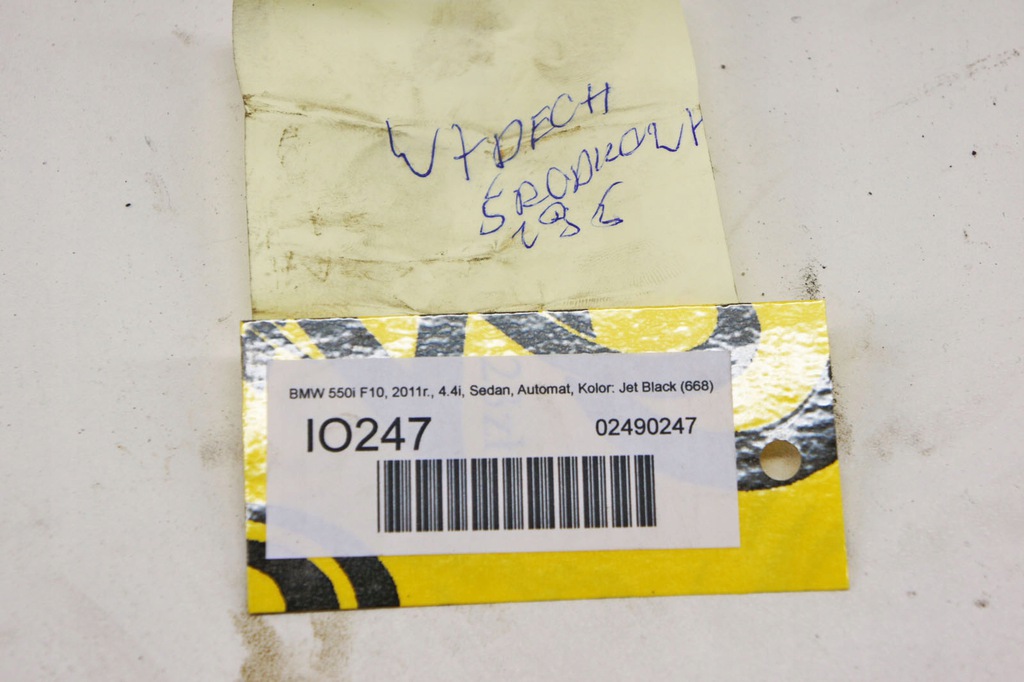 WYDECH
ŚRODKOWY
BMW 550i F10, 2011r., 4.4i, Sedan, Automat, Kolor: Jet Black (668)
IO247
02490247